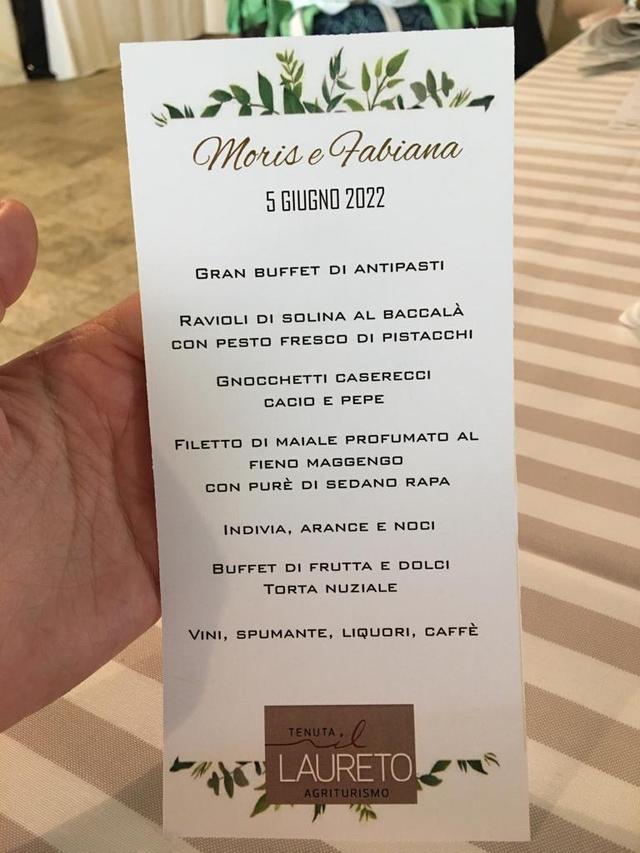 Moris e Fabiana
5 GIUGNO 2022
GRAN BUFFET DI ANTIPASTI
RAVIOLI DI SOLINA AL BACCALÀ
CON PESTO FRESCO DI PISTACCHI
GNOCCHETTI CASERECCI
CACIO E PEPE
FILETTO DI MAIALE PROFUMATO AL
FIENO MAGGENGO
CON PURÈ DI SEDANO RAPA
INDIVIA, ARANCE E NOCI
BUFFET DI FRUTTA E DOLCI
TORTA NUZIALE
VINI, SPUMANTE, LIQUORI, CAFFÈ
TENUTA
il
LAURETO
AGRITURISMO